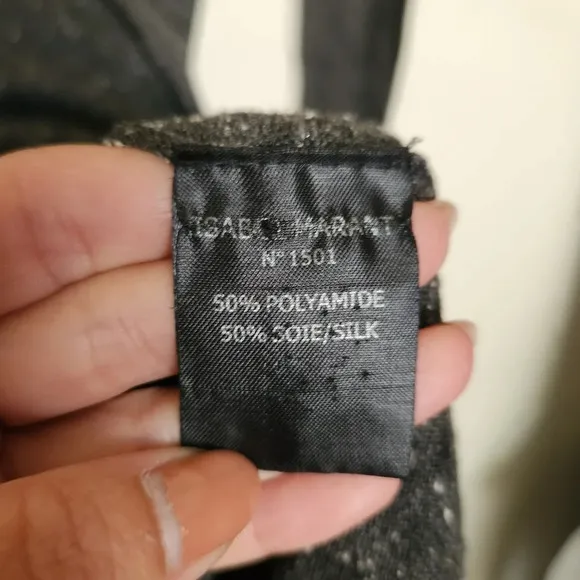 ISABEL MARANT
N° 1501
50% POLYAMIDE
50% SOIE/SILK